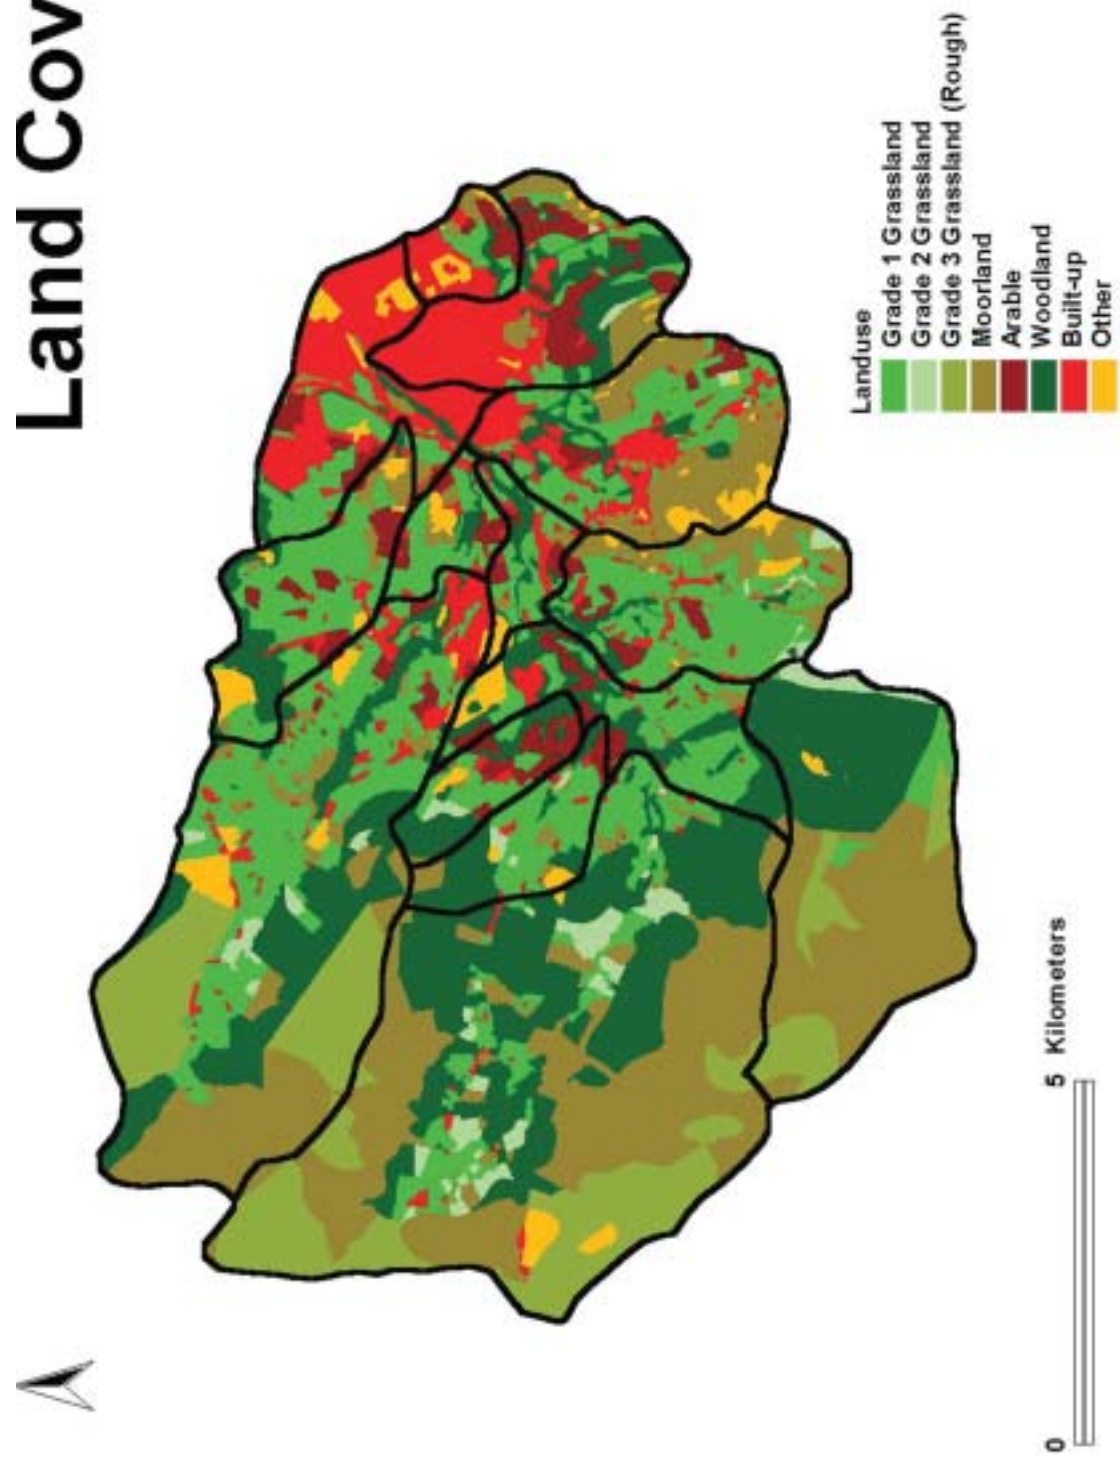 Land Cov
Landuse
Grade 1 Grassland
Grade 2 Grassland
Grade 3 Grassland (Rough)
Moorland
Arable
Woodland
Built-up
Other
0 5 Kilometers